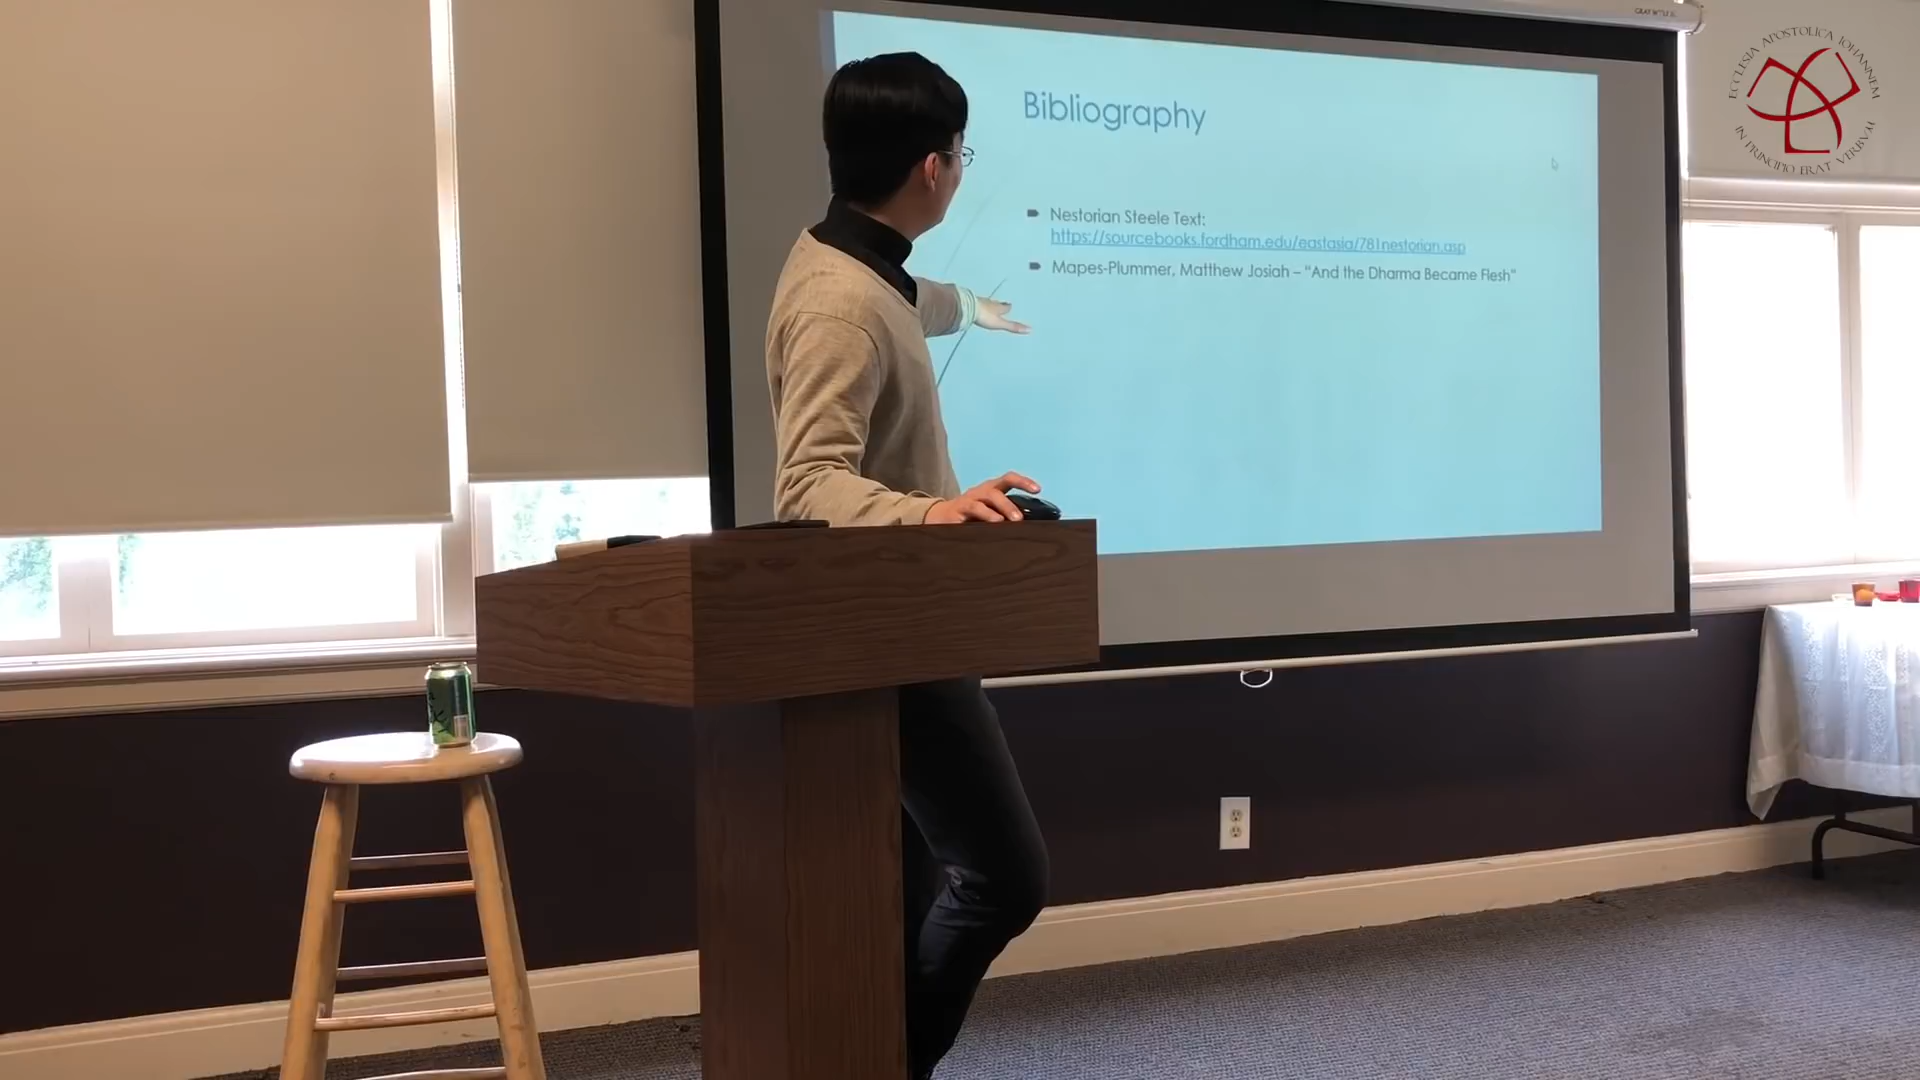 ECCLESIA APOSTOLICA IOHANNEM
IN PRINCIPIO ERAT VERBVM
Bibliography
Nestorian Steele Text:
https://sourcebooks.fordham.edu/eastasia/781nestorian.asp
Mapes-Plummer, Matthew Josiah – "And the Dharma Became Flesh"